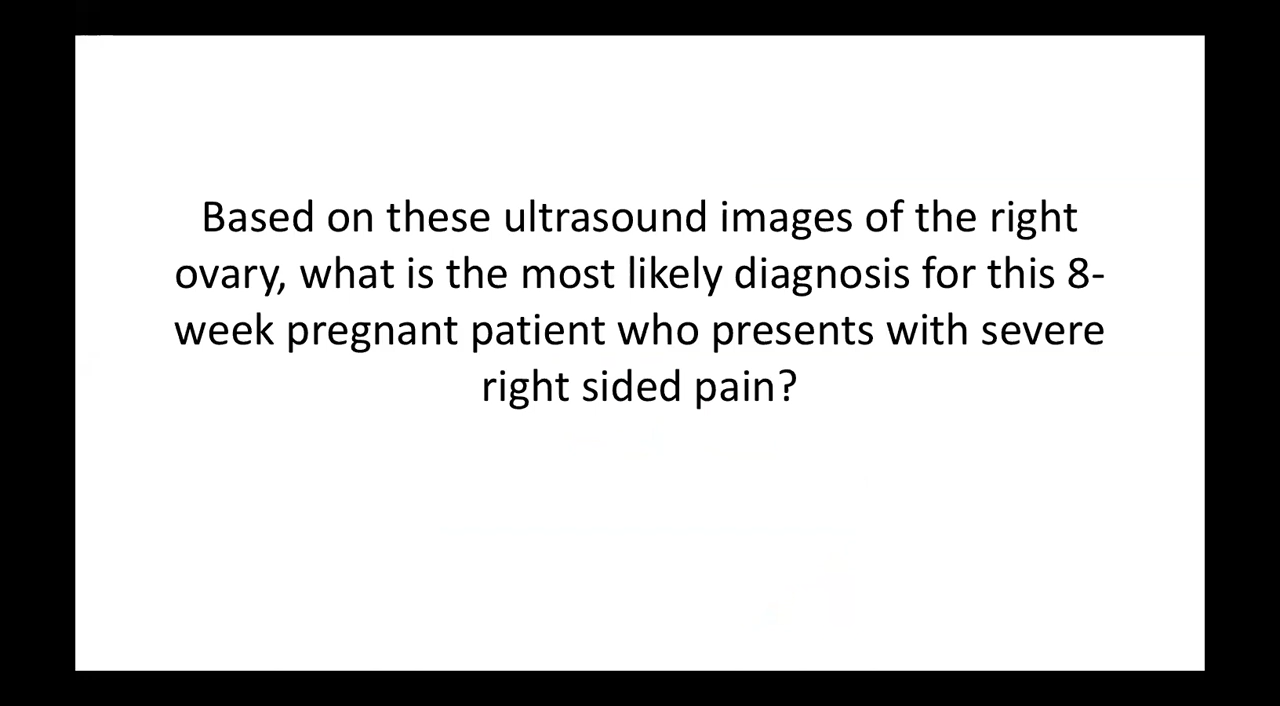 Based on these ultrasound images of the right
ovary, what is the most likely diagnosis for this 8-
week pregnant patient who presents with severe
right sided pain?